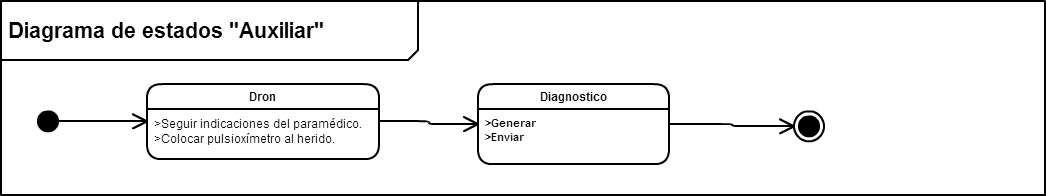 Diagrama de estados "Auxiliar"
Dron
>Seguir indicaciones del paramédico.
>Colocar pulsioxímetro al herido.
Diagnostico
>Generar
>Enviar